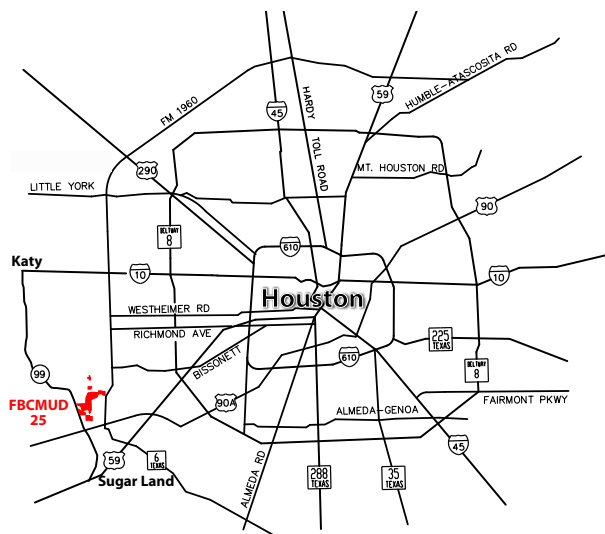 59
HUMBLE-ATASCOSITA RD
FM 1960
45
HARDY
TOLL ROAD
290
MT. HOUSTON RD
LITTLE YORK
90
BELTWAY
8
610
Katy
10
10
Houston
WESTHEIMER RD
RICHMOND AVE
225
TEXAS
BISSONETT
610
99
BELTWAY
8
FBCMUD
25
90A
FAIRMONT PKWY
ALMEDA-GENOA
45
59
6
TEXAS
ALMEDA RD
Sugar Land
288
TEXAS
35
TEXAS